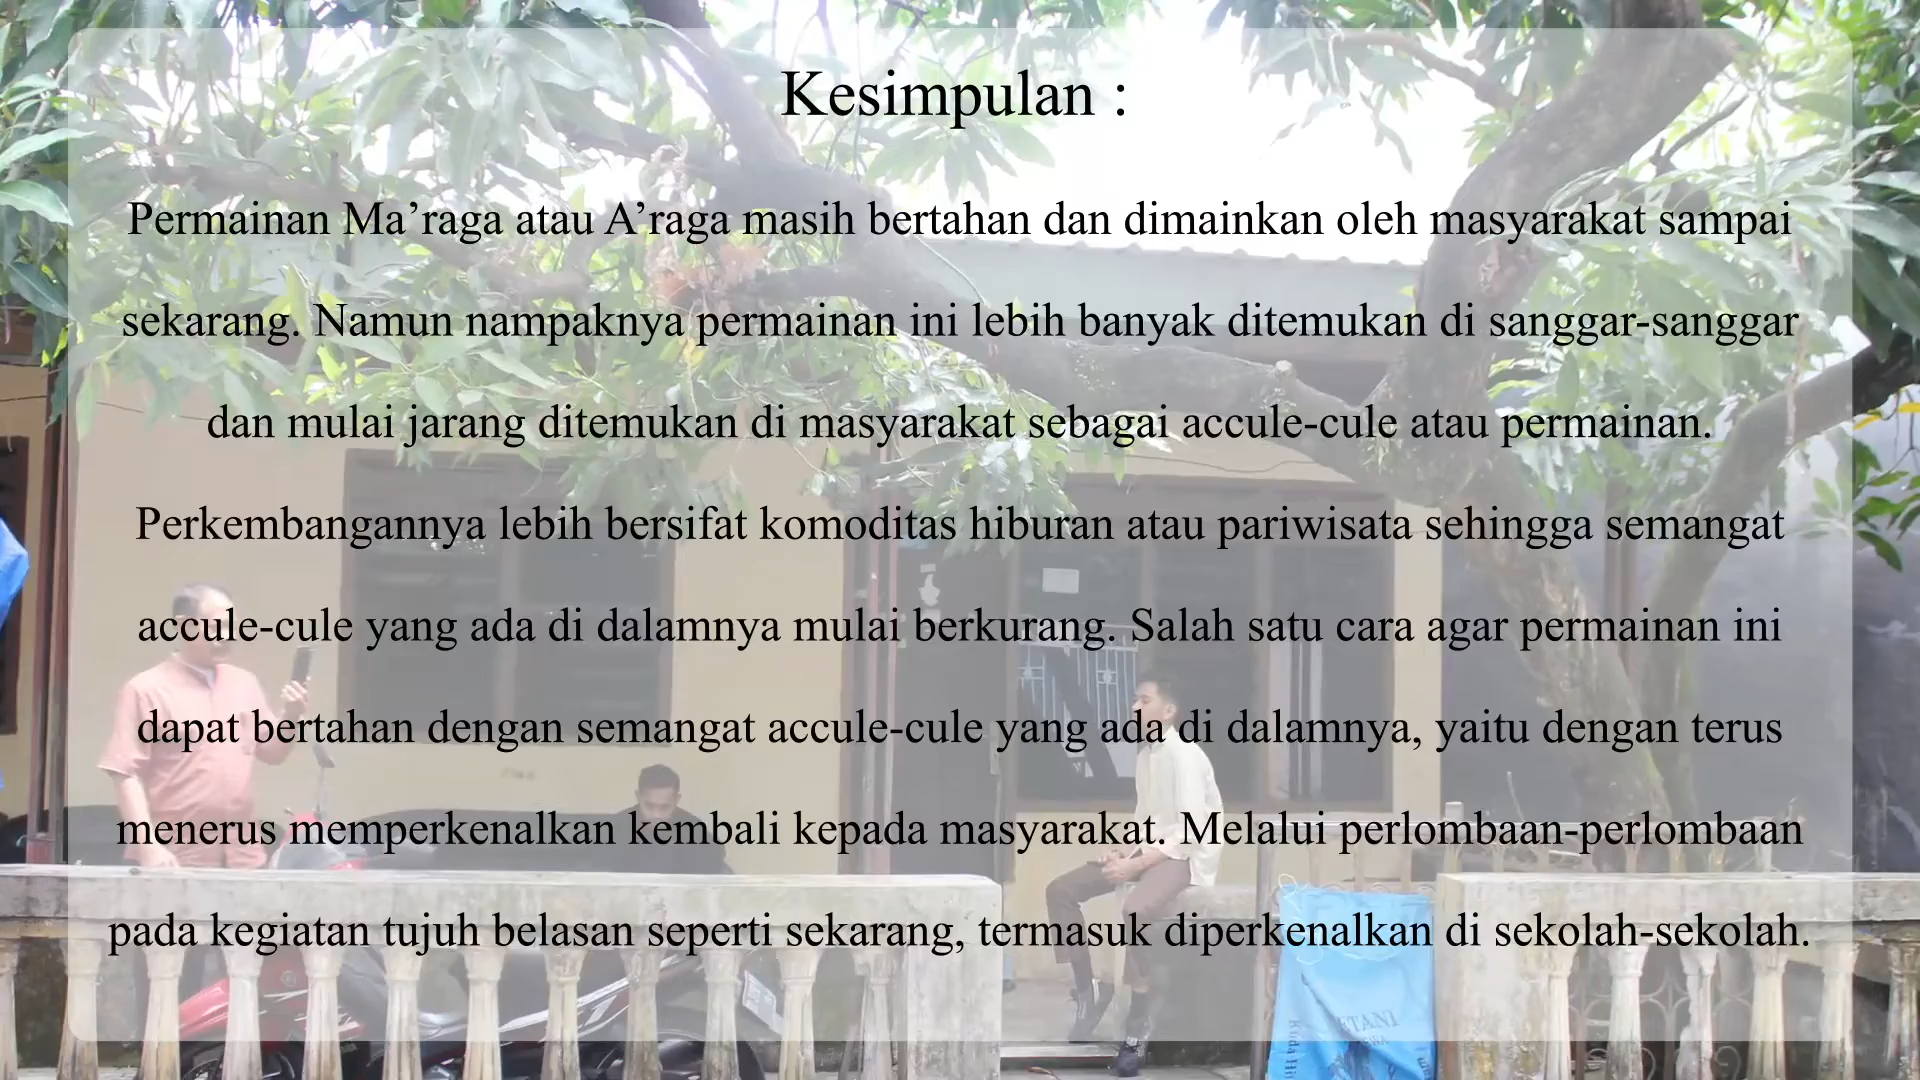 Kesimpulan :
Permainan Ma’raga atau A’raga masih bertahan dan dimainkan oleh masyarakat sampai
sekarang. Namun nampaknya permainan ini lebih banyak ditemukan di sanggar-sanggar
dan mulai jarang ditemukan di masyarakat sebagai accule-cule atau permainan.
Perkembangannya lebih bersifat komoditas hiburan atau pariwisata sehingga semangat
accule-cule yang ada di dalamnya mulai berkurang. Salah satu cara agar permainan ini
dapat bertahan dengan semangat accule-cule yang ada di dalamnya, yaitu dengan terus
menerus memperkenalkan kembali kepada masyarakat. Melalui perlombaan-perlombaan
pada kegiatan tujuh belasan seperti sekarang, termasuk diperkenalkan di sekolah-sekolah.
ETANI